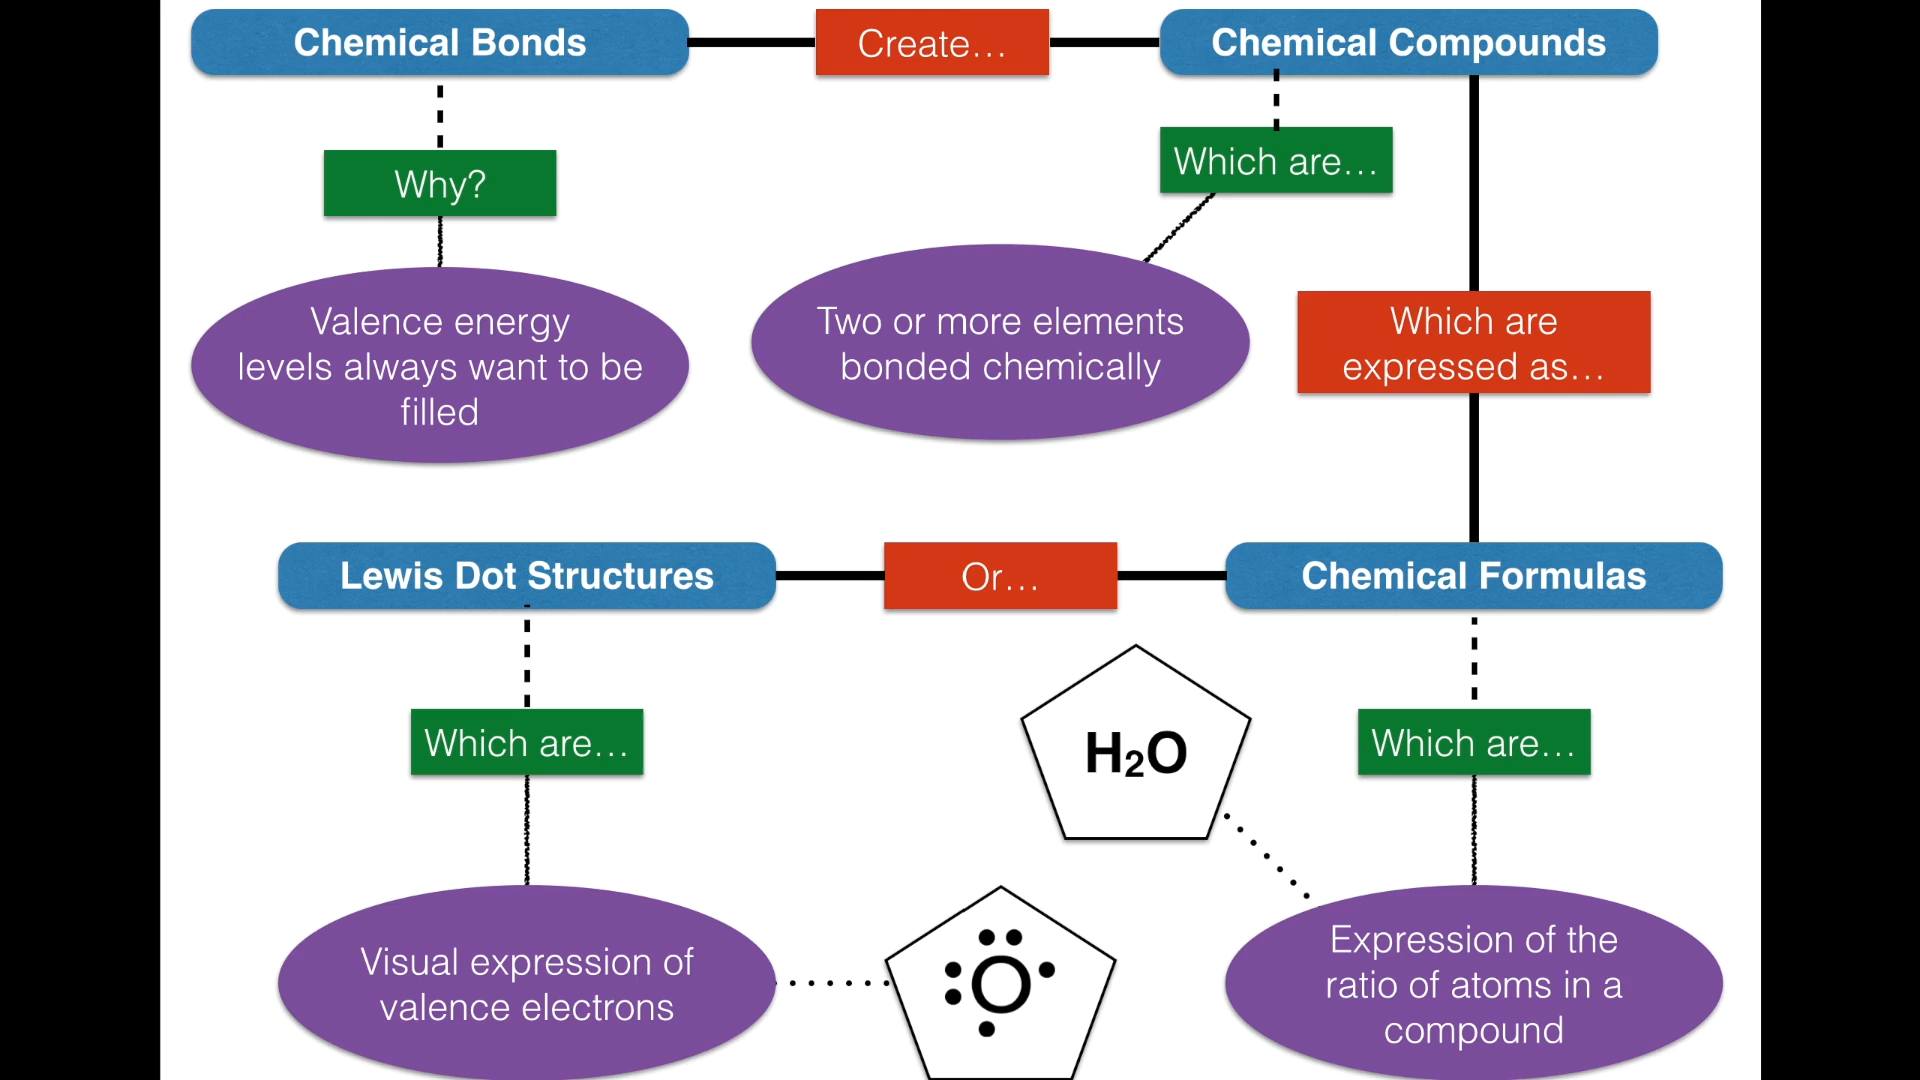 Chemical Bonds
Create...
Chemical Compounds
Why?
Which are...
Valence energy
levels always want to be
filled
Two or more elements
bonded chemically
Which are
expressed as...
Lewis Dot Structures
Or...
Chemical Formulas
H₂O
Which are...
Which are...
Visual expression of
valence electrons
O
Expression of the
ratio of atoms in a
compound